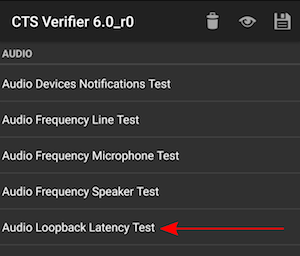 CTS Verifier 6.0_r0
AUDIO
Audio Devices Notifications Test
Audio Frequency Line Test
Audio Frequency Microphone Test
Audio Frequency Speaker Test
Audio Loopback Latency Test